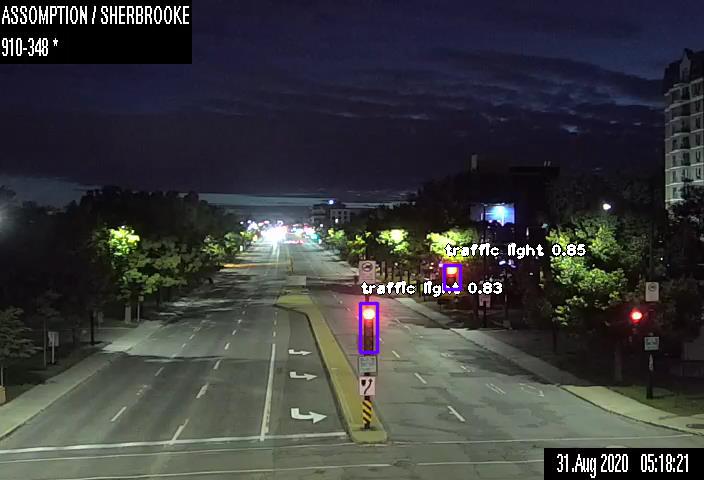 ASSOMPTION / SHERBROOKE
910-348 *
traffic light 0.85
traffic light 0.83
31.Aug 2020 05:18:21